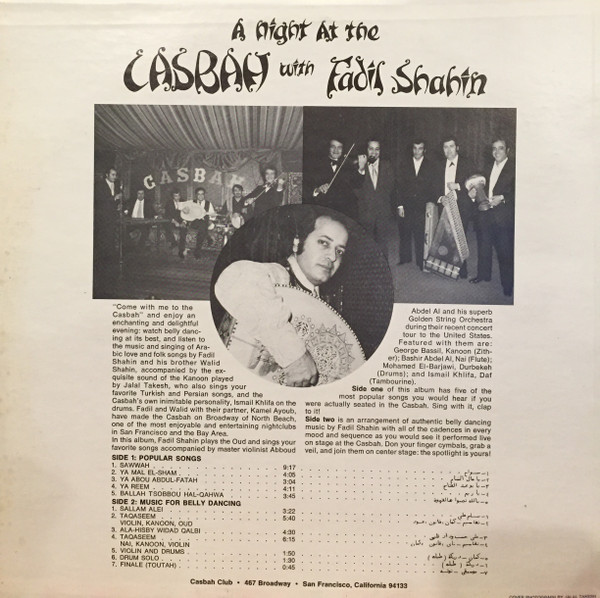 A Night At the
CASBAH with Fadil Shahin
CASBAH
"Come with me to the
Casbah" and enjoy an
enchanting and delightful
evening: watch belly danc-
ing at its best, and listen to
the music and singing of Ara-
bic love and folk songs by Fadil
Shahin and his brother Walid
Shahin, accompanied by the ex-
quisite sound of the Kanoon played
by Jalal Takesh, who also sings your
favorite Turkish and Persian songs, and the
Casbah's own inimitable personality, Ismail Khlifa on the
drums. Fadil and Walid with their partner, Kamel Ayoub,
have made the Casbah on Broadway of North Beach,
one of the most enjoyable and entertaining nightclubs
in San Francisco and the Bay Area.
In this album, Fadil Shahin plays the Oud and sings your
favorite songs accompanied by master violinist Abboud
Abdel Al and his superb
Golden String Orchestra
during their recent concert
tour to the United States.
Featured with them are:
George Bassil, Kanoon (Zith-
er); Bashir Abdel Al, Nai (Flute);
Mohamed El-Barjawi, Durbekeh
(Drums); and Ismail Khlifa, Daf
(Tambourine).
Side one of this album has five of the
most popular songs you would hear if you
were actually seated in the Casbah. Sing with it, clap
to it!
Side two is an arrangement of authentic belly dancing
music by Fadil Shahin with all of the cadences in every
mood and sequence as you would see it performed live
on stage at the Casbah. Don your finger cymbals, grab a
veil, and join them on center stage: the spotlight is yours!
SIDE 1: POPULAR SONGS
1. SAWWAH 9:17
2. YA MAL EL-SHAM 4:05
3. YA ABOU ABDUL-FATAH 3:04
4. YA REEM 4:11
5. BALLAH TSOBBOU HAL-QAHWA 3:45
SIDE 2: MUSIC FOR BELLY DANCING
1. SALLAM ALEI 3:22
2. TAQASEEM 5:40
VIOLIN, KANOON, OUD
3. ALA-HISBY WIDAD QALBI 4:30
4. TAQASEEM 6:15
NAI, KANOON, VIOLIN
5. VIOLIN AND DRUMS 1:50
6. DRUM SOLO 1:30
7. FINALE (TOUTAH) 0:45
Casbah Club • 467 Broadway • San Francisco, California 94133